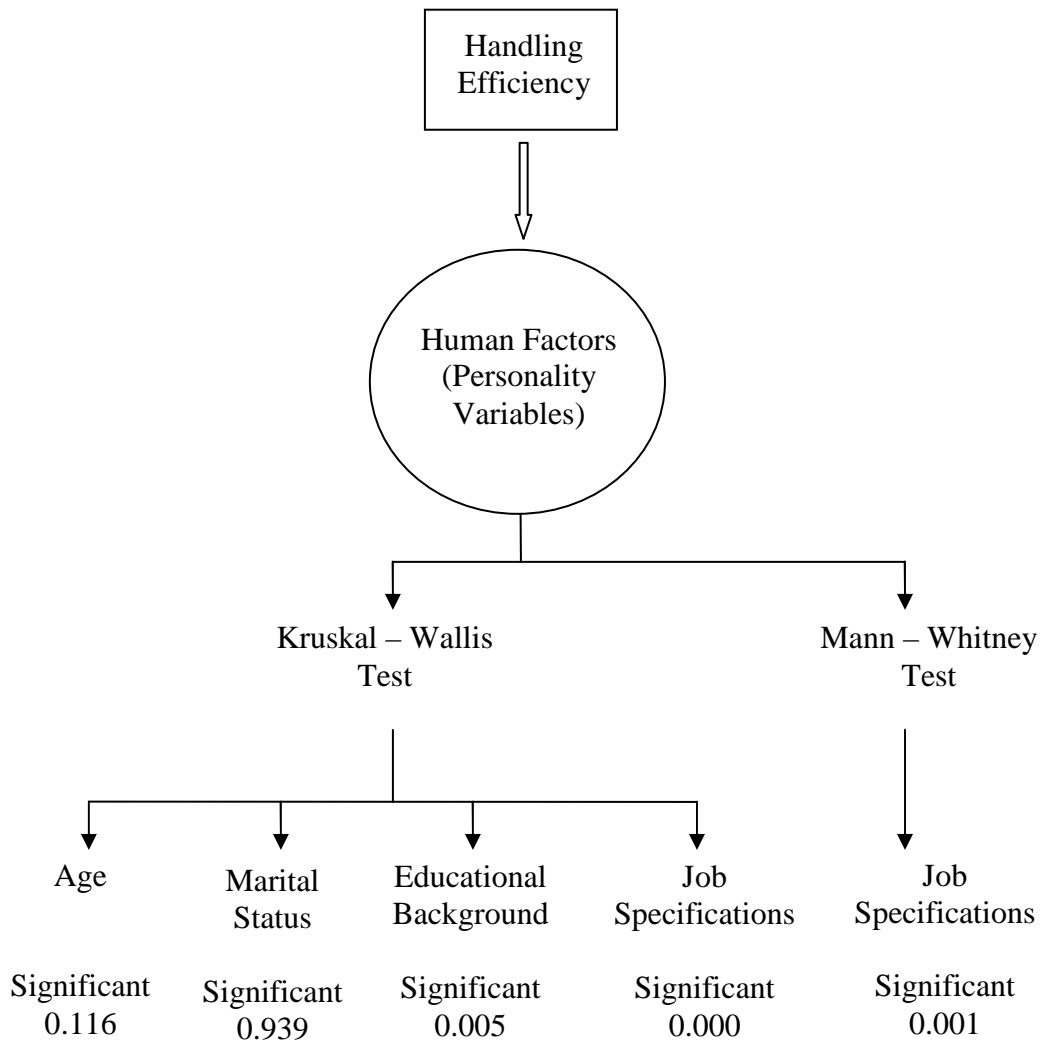 Handling
Efficiency
Human Factors
(Personality
Variables)
Kruskal – Wallis
Test
Mann – Whitney
Test
Age
Marital
Status
Educational
Background
Job
Specifications
Job
Specifications
Significant
0.116
Significant
0.939
Significant
0.005
Significant
0.000
Significant
0.001